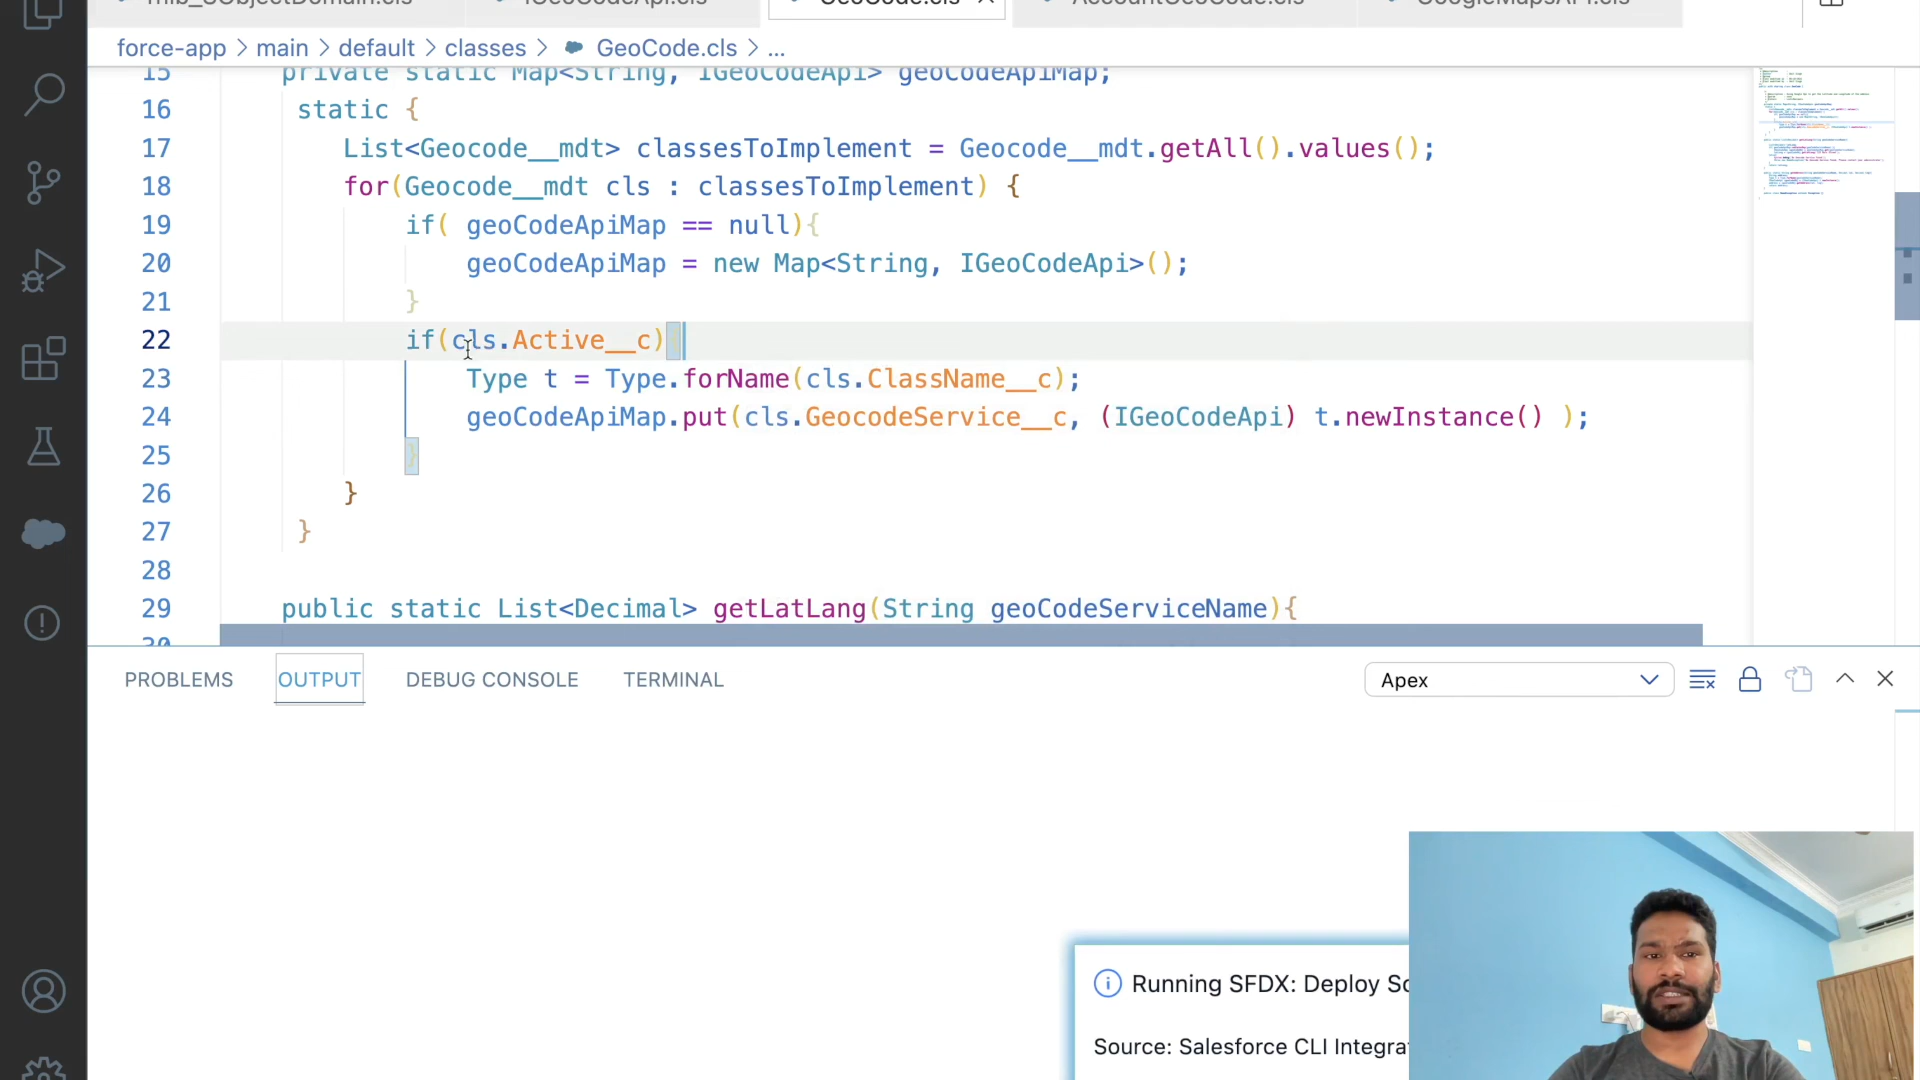 GeoCode.cls
force-app > main > default > classes > GeoCode.cls > ...
15 private static Map<String, IGeoCodeApi> geoCodeApiMap;
16 static {
17 List<Geocode__mdt> classesToImplement = Geocode__mdt.getAll().values();
18 for(Geocode__mdt cls : classesToImplement) {
19 if( geoCodeApiMap == null){
20 geoCodeApiMap = new Map<String, IGeoCodeApi>();
21 }
22 if(cls.Active__c)
23 Type t = Type.forName(cls.ClassName__c);
24 geoCodeApiMap.put(cls.GeocodeService__c, (IGeoCodeApi) t.newInstance() );
25 }
26 }
27 }
28
29 public static List<Decimal> getLatLang(String geoCodeServiceName){
30
PROBLEMS OUTPUT DEBUG CONSOLE TERMINAL Apex
Running SFDX: Deploy
Source: Salesforce CLI